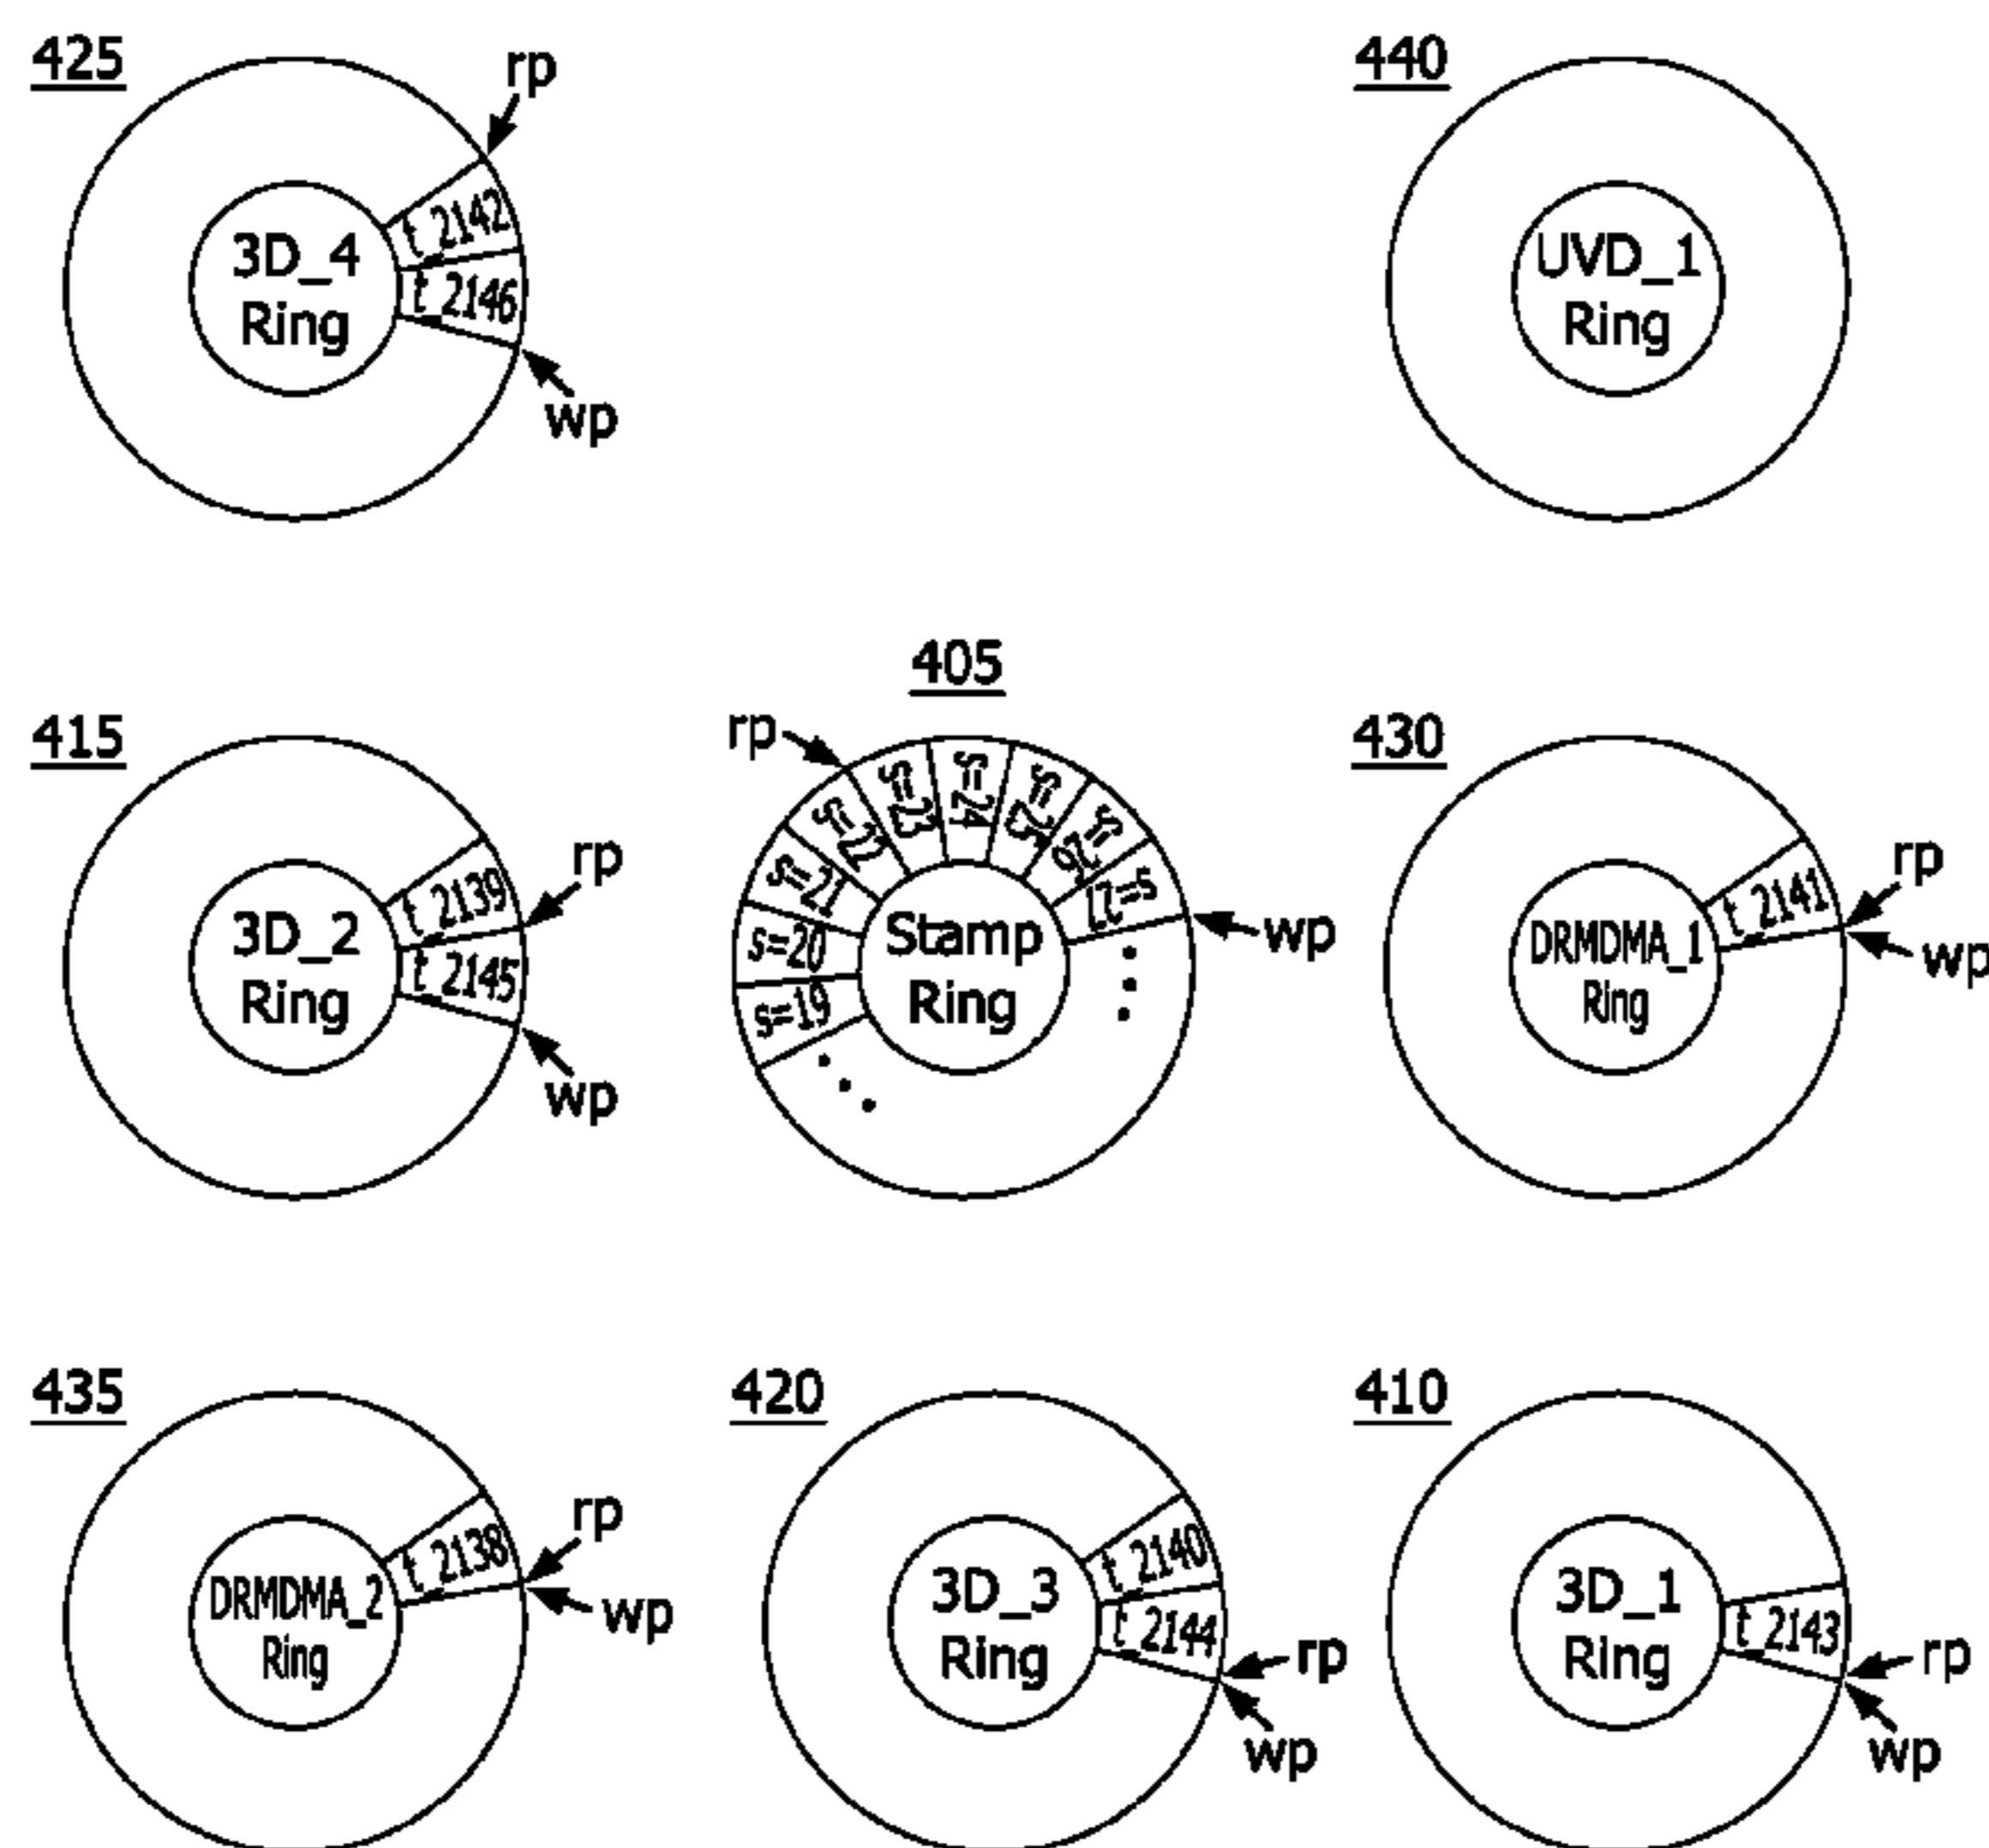 425
rp
3D_4
Ring
t_2142
t_2146
wp
440
UVD_1
Ring
415
3D_2
Ring
t_2139
t_2145
rp
wp
405
rp
s=19
s=20
s=21
s=22
s=23
s=24
s=25
s=26
s=27
Stamp
Ring
wp
430
DRMDMA_1
Ring
t_2141
rp
wp
435
DRMDMA_2
Ring
t_2138
rp
wp
420
3D_3
Ring
t_2140
t_2144
rp
wp
410
3D_1
Ring
t_2143
rp
wp